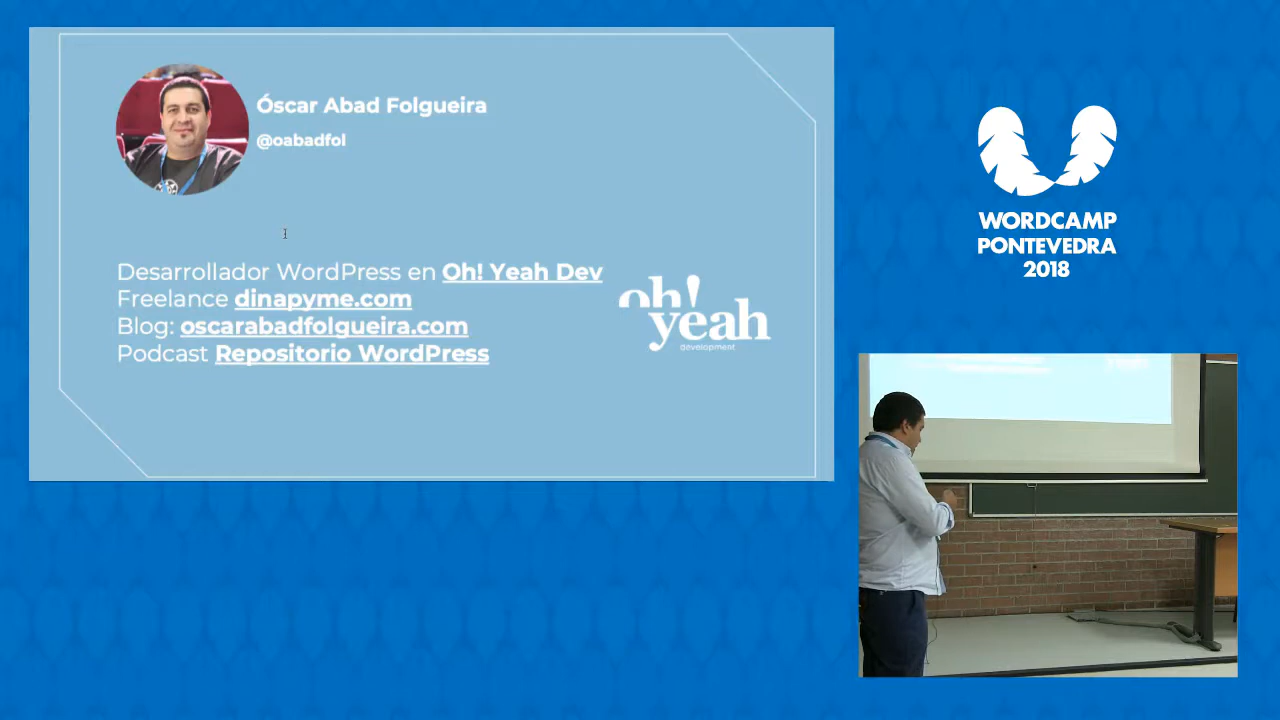 Óscar Abad Folgueira
@oabadfol
Desarrollador WordPress en Oh! Yeah Dev
Freelance dinapyme.com
Blog: oscarabadfolgueira.com
Podcast Repositorio WordPress
oh!
yeah
development
WORDCAMP
PONTEVEDRA
2018